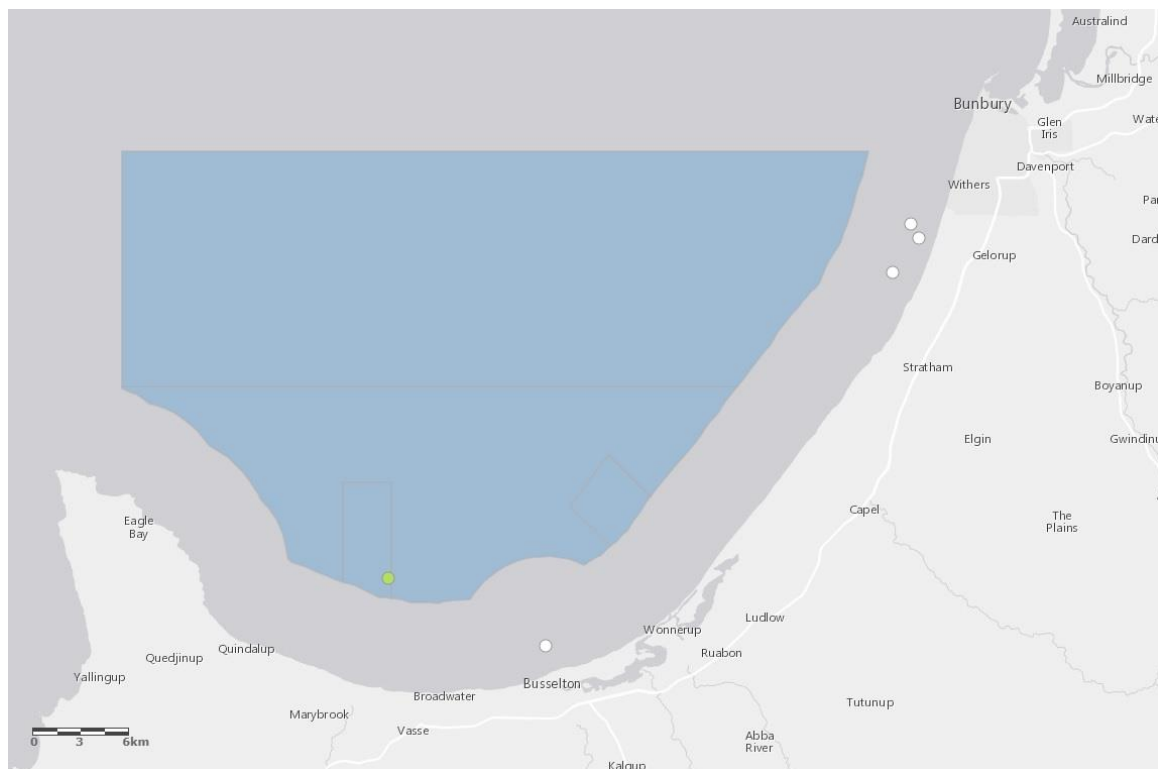 Australind
Millbridge
Bunbury
Glen
Iris
Davenport
Withers
Gelorup
Stratham
Boyanup
Elgin
Capel
The
Plains
Eagle
Bay
Ludlow
Wonnerup
Ruabon
Quindalup
Quedjinup
Yallingup
Busselton
Broadwater
Marybrook
Vasse
Tutunup
Abba
River
0 3 6km